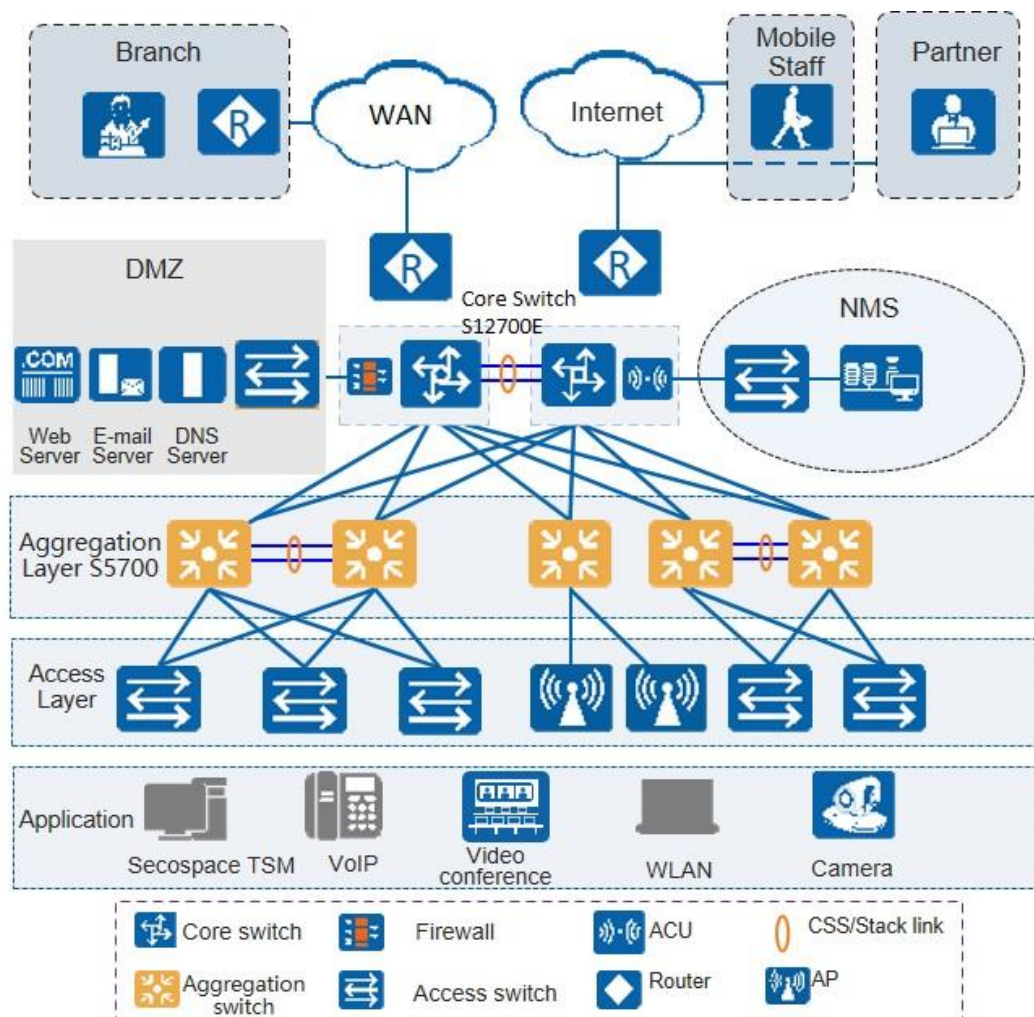 Branch
WAN
Internet
Mobile
Staff
Partner
R
R
R
DMZ
Core Switch
S12700E
NMS
.COM
Web
Server
E-mail
Server
DNS
Server
Aggregation
Layer S5700
Access
Layer
Application
Secospace TSM
VoIP
Video
conference
WLAN
Camera
Core switch
Firewall
ACU
CSS/Stack link
Aggregation
switch
Access switch
Router
AP